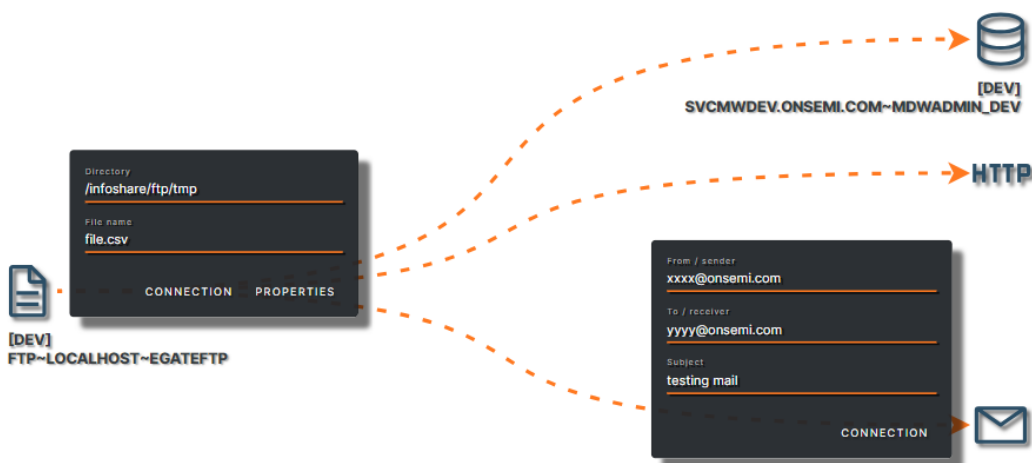 [DEV]
SVCMWDEV.ONSEMI.COM~MDWADMIN_DEV
Directory
/infoshare/ftp/tmp
HTTP
File name
file.csv
CONNECTION PROPERTIES
[DEV]
FTP~LOCALHOST~EGATEFTP
From / sender
xxxx@onsemi.com
To / receiver
yyyy@onsemi.com
Subject
testing mail
CONNECTION